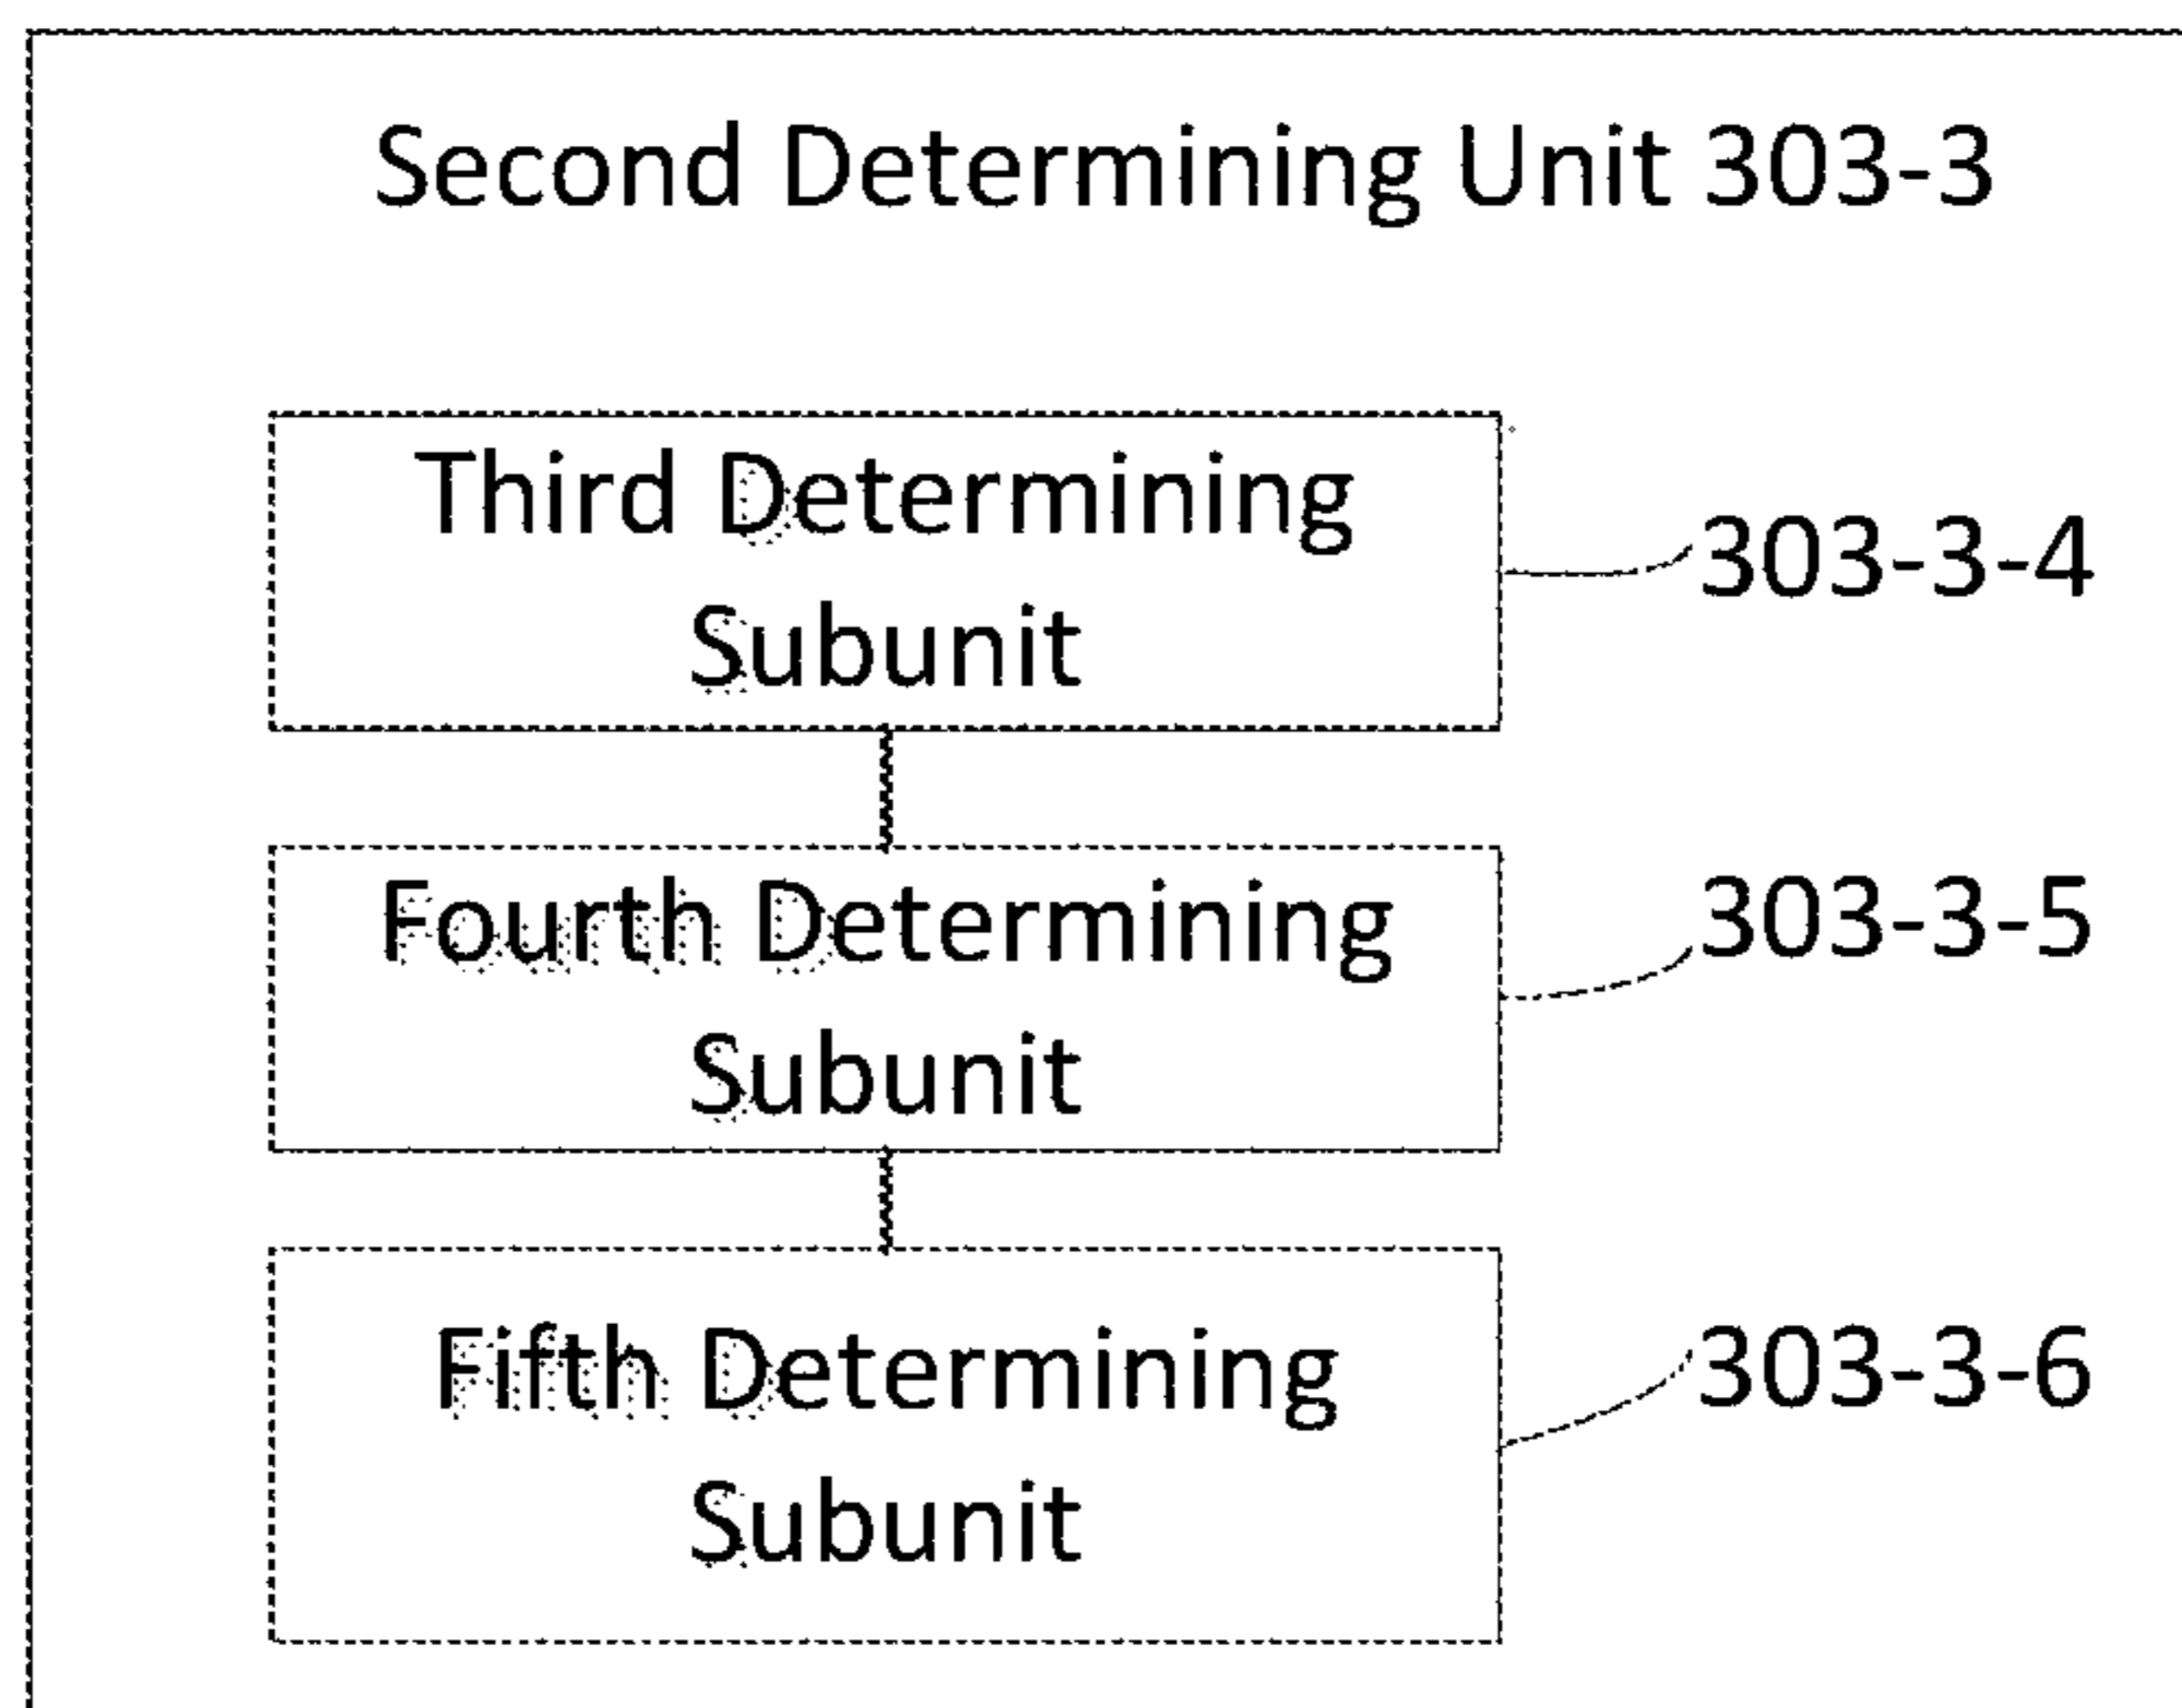 Second Determining Unit 303-3
Third Determining
Subunit
303-3-4
Fourth Determining
Subunit
303-3-5
Fifth Determining
Subunit
303-3-6